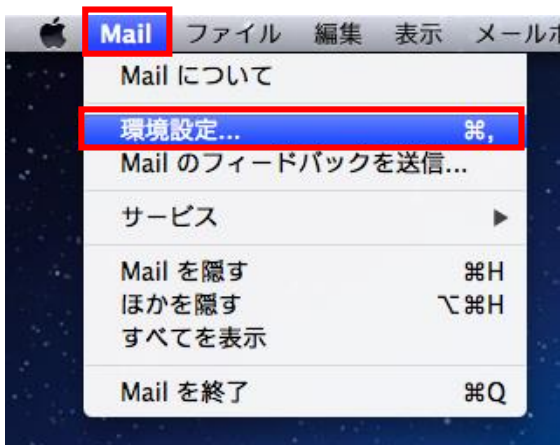 Mail ファイル 編集 表示 メールボ
Mail について
環境設定... ⌘,
Mail のフィードバックを送信...
サービス ▶
Mail を隠す ⌘H
ほかを隠す ⌥⌘H
すべてを表示
Mail を終了 ⌘Q